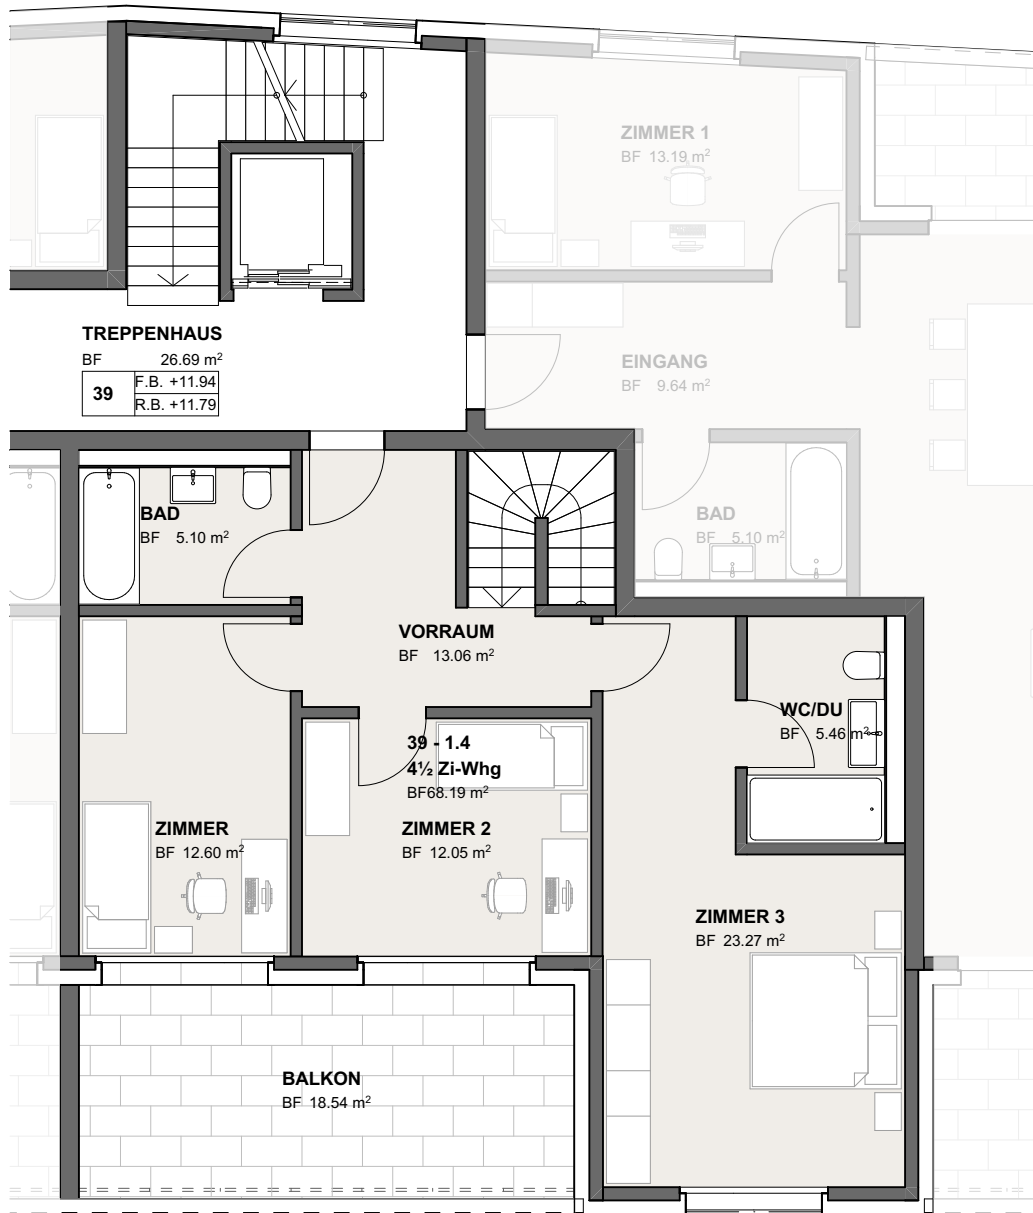 ZIMMER 1
BF 13.19 m²
TREPPENHAUS
BF 26.69 m²
39
F.B. +11.94
R.B. +11.79
EINGANG
BF 9.64 m²
BAD
BF 5.10 m²
BAD
BF 5.10 m²
VORRAUM
BF 13.06 m²
WC/DU
BF 5.46 m²
39 - 1.4
4½ Zi-Whg
BF68.19 m²
ZIMMER
BF 12.60 m²
ZIMMER 2
BF 12.05 m²
ZIMMER 3
BF 23.27 m²
BALKON
BF 18.54 m²